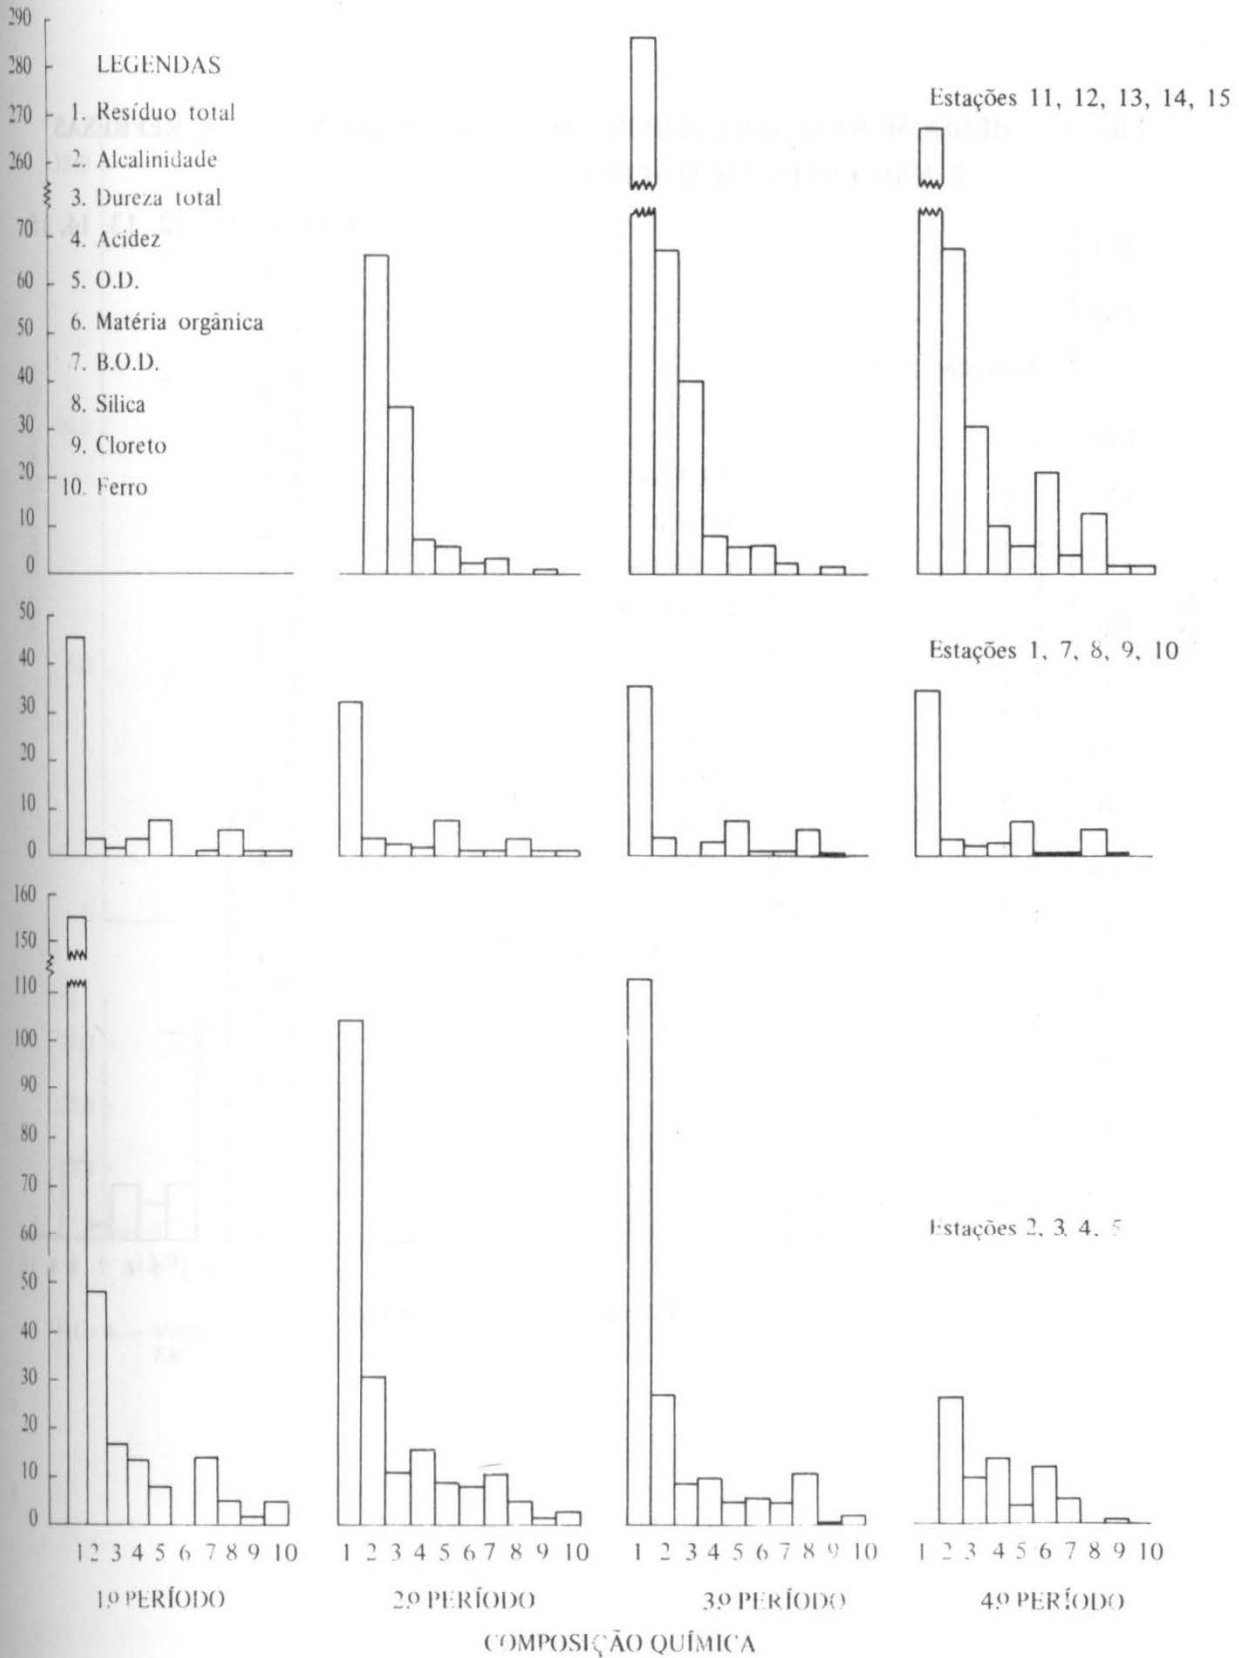 290
280
270
260
70
60
50
40
30
20
10
0
LEGENDAS
1. Resíduo total
2. Alcalinidade
3. Dureza total
4. Acidez
5. O.D.
6. Matéria orgânica
7. B.O.D.
8. Silica
9. Cloreto
10. Ferro
Estações 11, 12, 13, 14, 15
50
40
30
20
10
0
Estações 1, 7, 8, 9, 10
160
150
110
100
90
80
70
60
50
40
30
20
10
0
Estações 2, 3, 4, 5
1 2 3 4 5 6 7 8 9 10
1 2 3 4 5 6 7 8 9 10
1 2 3 4 5 6 7 8 9 10
1 2 3 4 5 6 7 8 9 10
1º PERÍODO
2º PERÍODO
3º PERÍODO
4º PERÍODO
COMPOSIÇÃO QUÍMICA